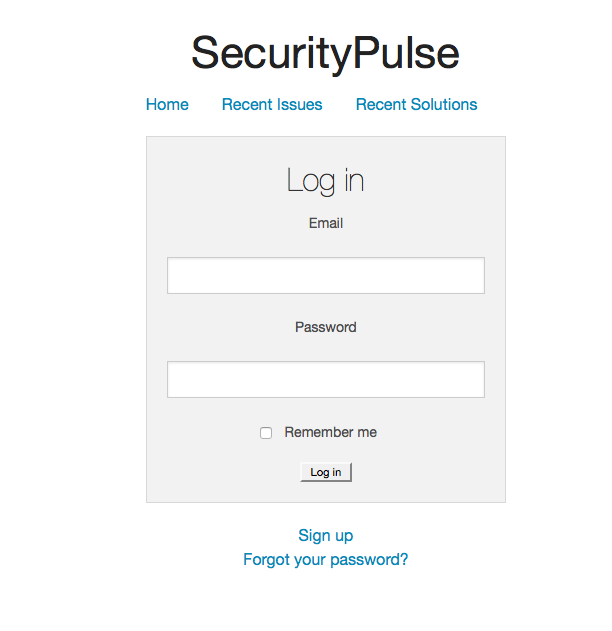 SecurityPulse
Home Recent Issues Recent Solutions
Log in
Email
Password
Remember me
Log in
Sign up
Forgot your password?